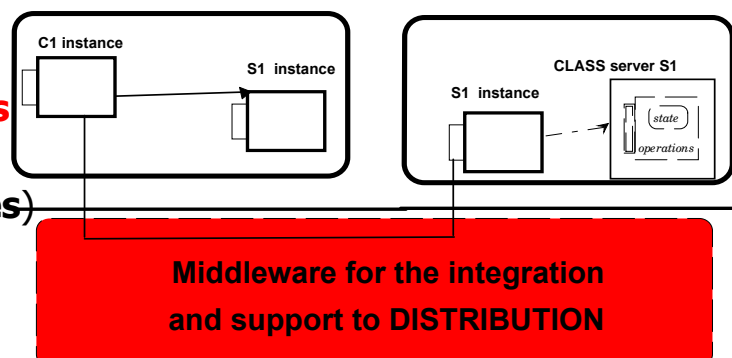 C1 instance
S1 instance
s
CLASS server S1
S1 instance
state
operations
es)
Middleware for the integration
and support to DISTRIBUTION